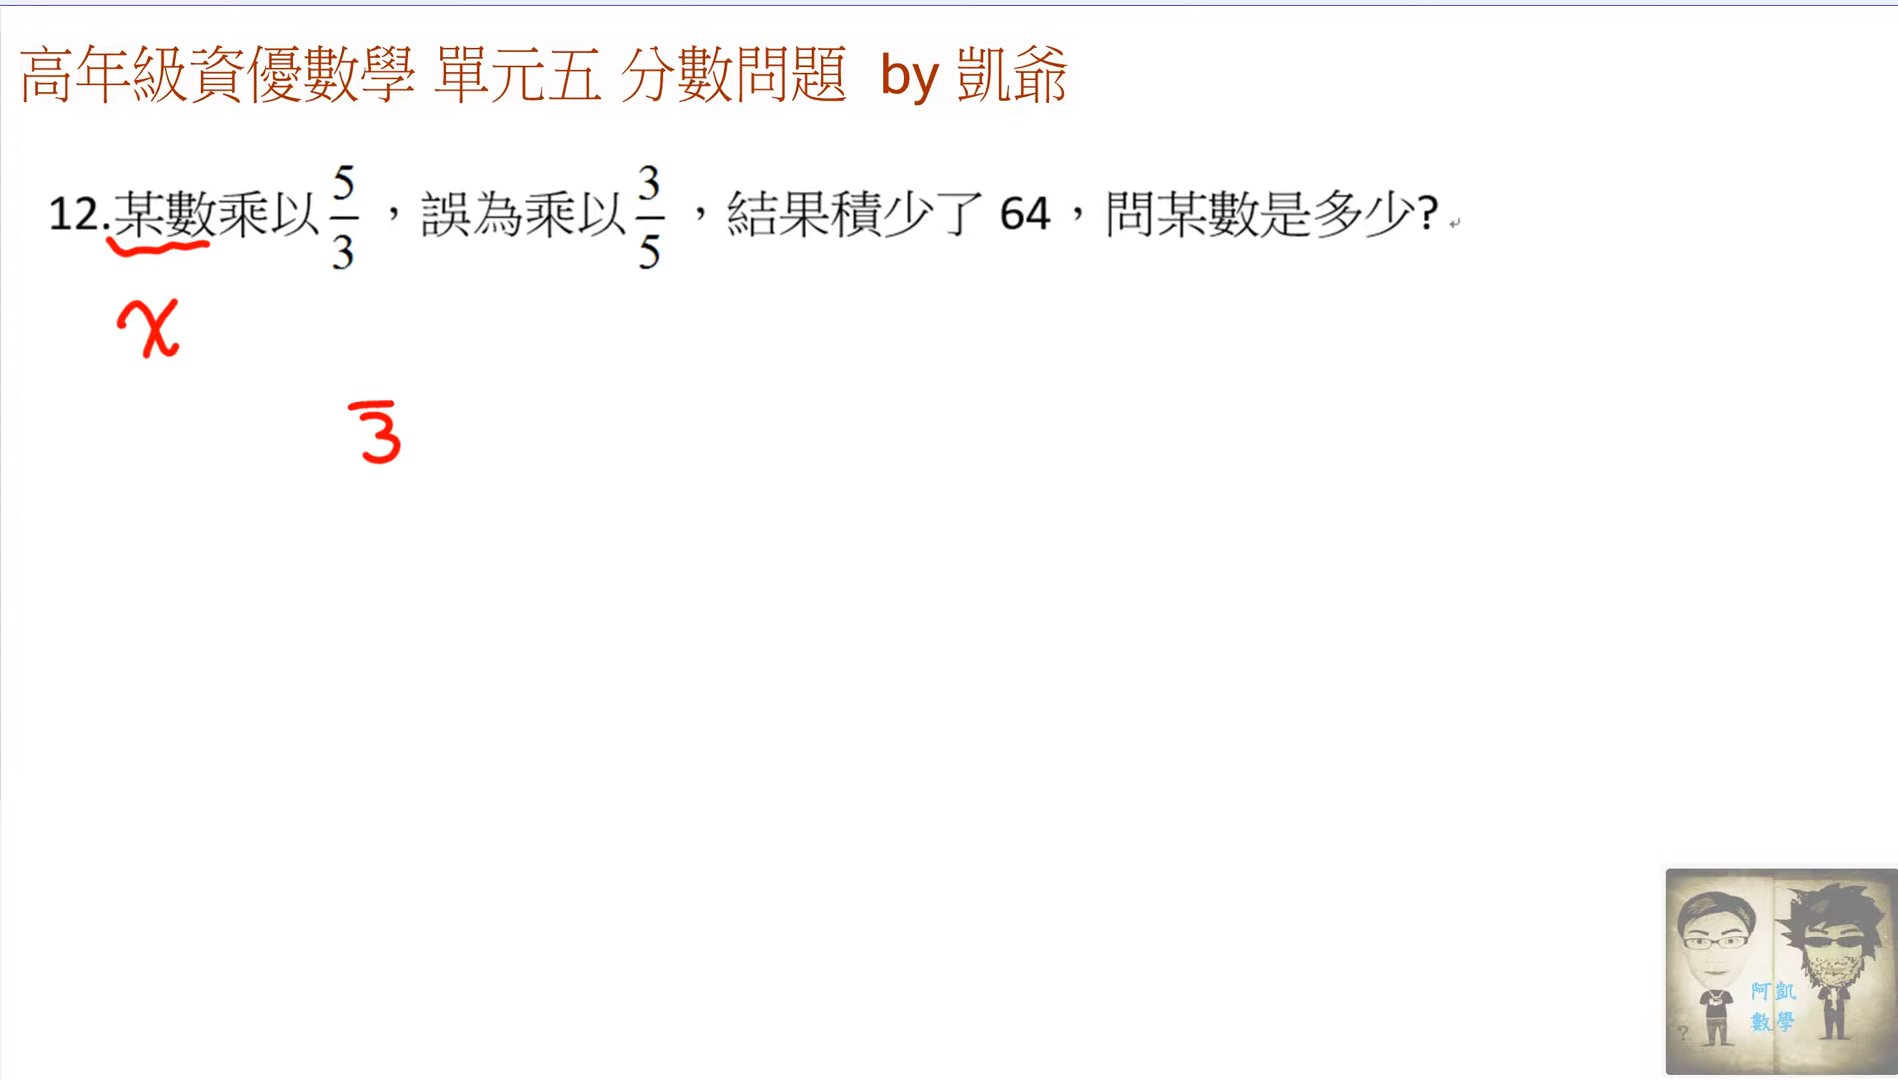 高年級資優數學 單元五 分數問題 by 凱爺
12.某數乘以 5/3，誤為乘以 3/5，結果積少了 64，問某數是多少?
x
3
阿凱
數學
?